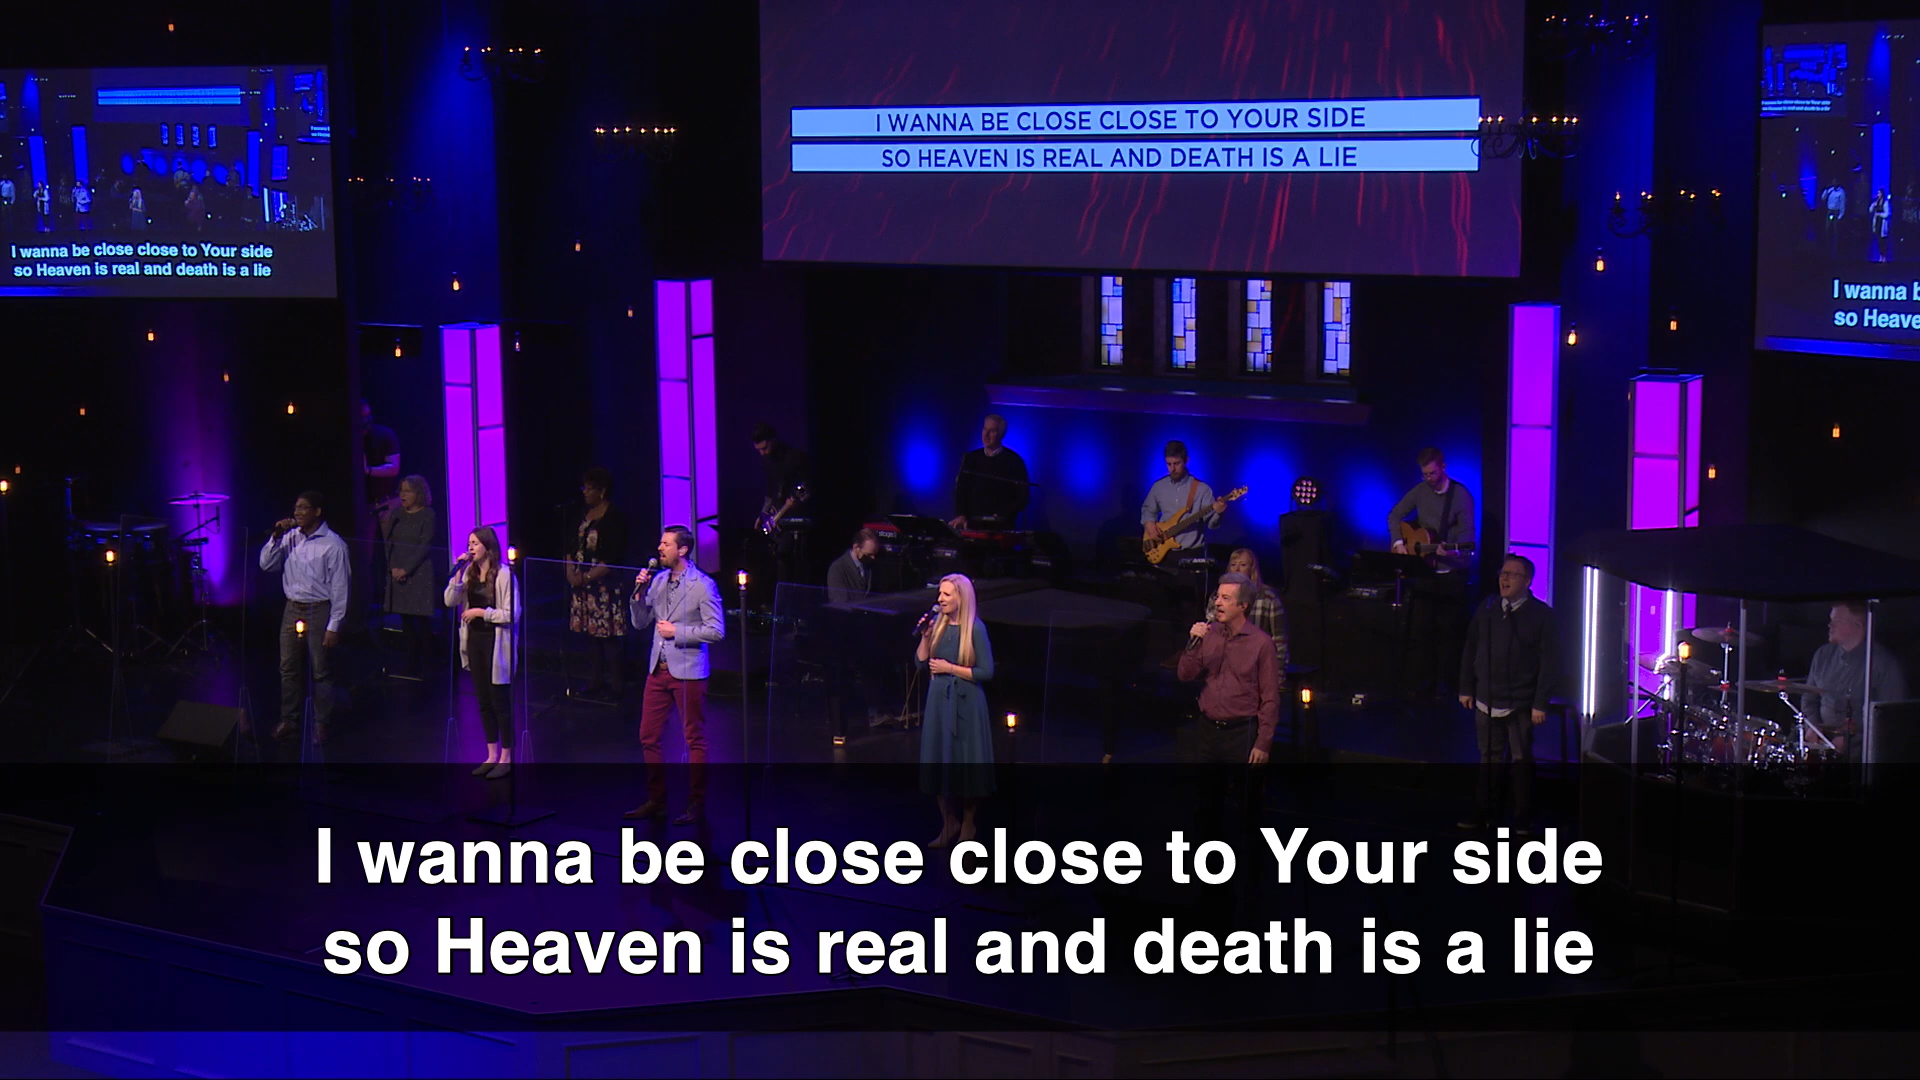 I WANNA BE CLOSE CLOSE TO YOUR SIDE
SO HEAVEN IS REAL AND DEATH IS A LIE
I wanna be close close to Your side
so Heaven is real and death is a lie
I wanna b
so Heave
I wanna be close close to Your side
so Heaven is real and death is a lie